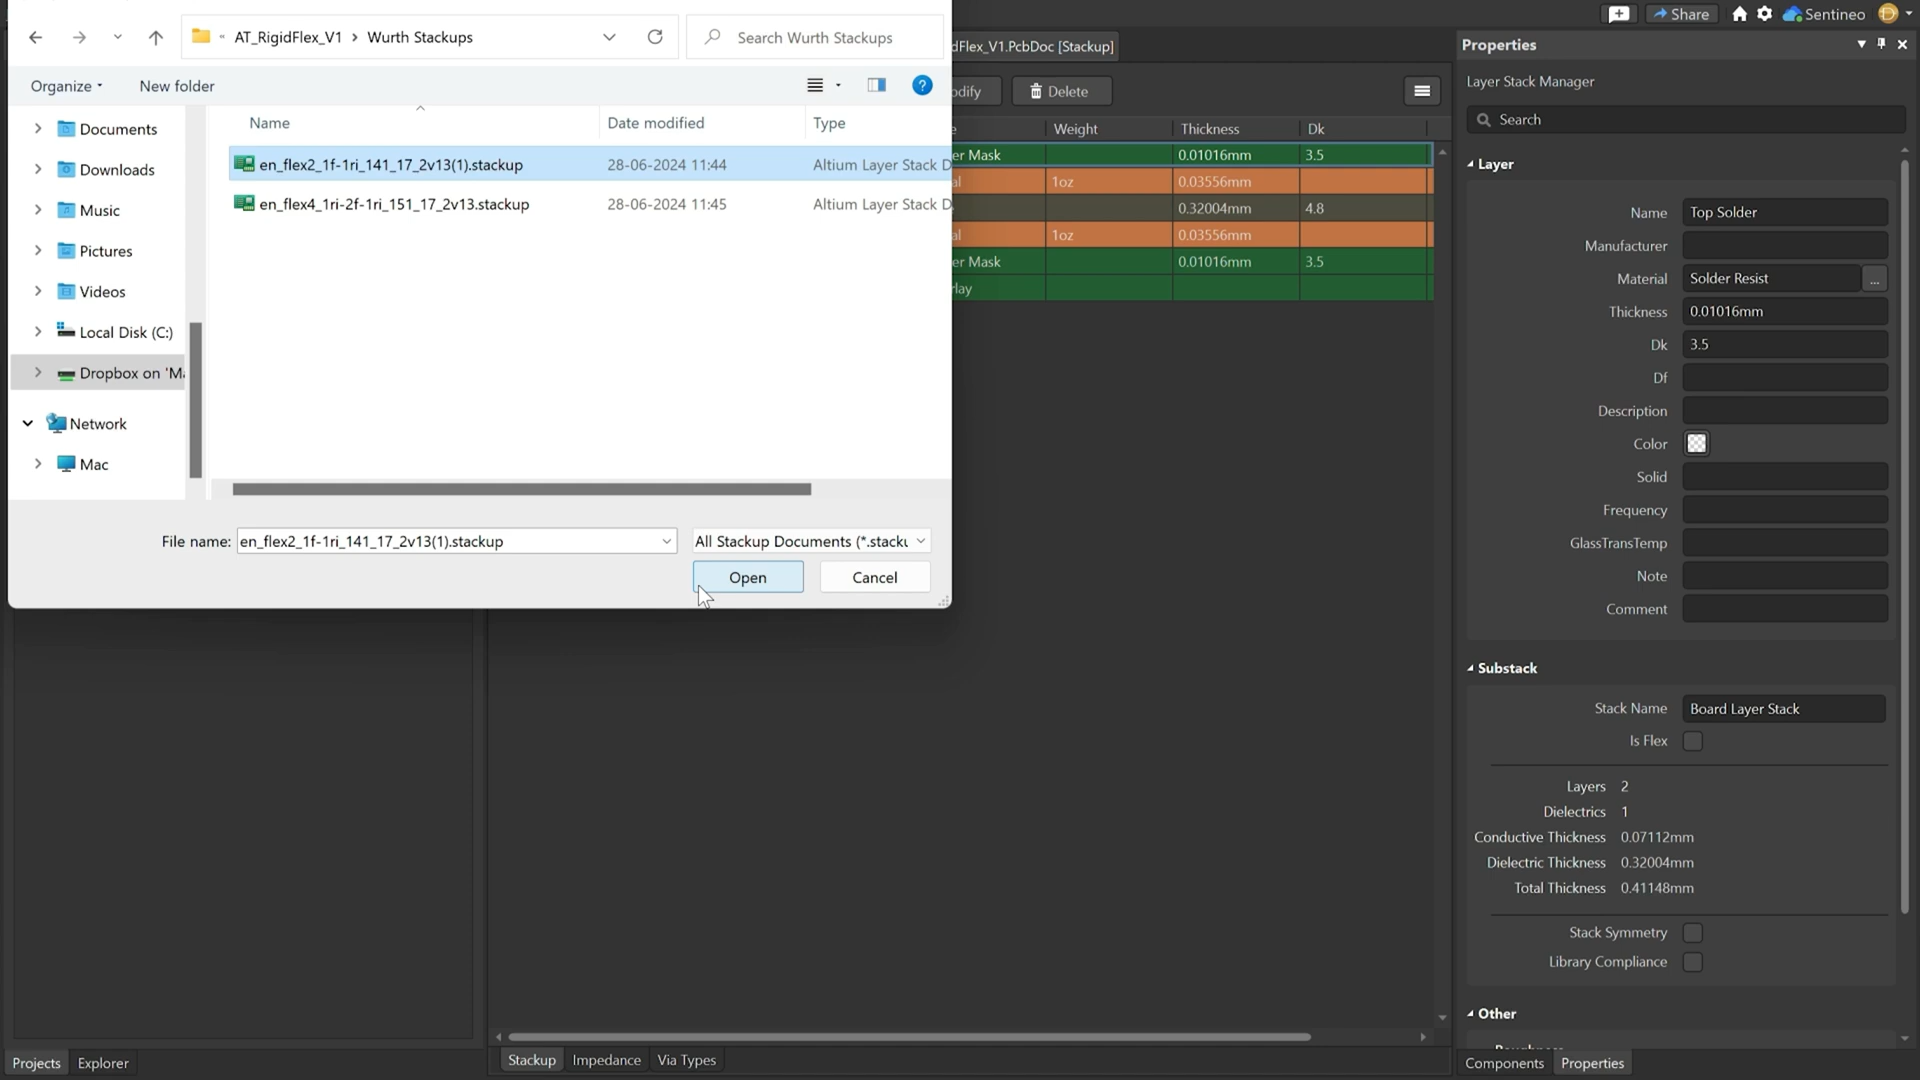 Share
Sentineo
AT_RigidFlex_V1 > Wurth Stackups
Search Wurth Stackups
dFlex_V1.PcbDoc [Stackup]
Properties
Organize
New folder
Delete
Layer Stack Manager
Search
Name
Date modified
Type
Weight
Thickness
Dk
Documents
Downloads
Music
Pictures
Videos
Local Disk (C:)
Dropbox on 'Ma
Network
Mac
en_flex2_1f-1ri_141_17_2v13(1).stackup
28-06-2024 11:44
Altium Layer Stack D
en_flex4_1ri-2f-1ri_151_17_2v13.stackup
28-06-2024 11:45
Altium Layer Stack D
er Mask 0.01016mm 3.5
al 1oz 0.03556mm
0.32004mm 4.8
al 1oz 0.03556mm
er Mask 0.01016mm 3.5
rlay
File name: en_flex2_1f-1ri_141_17_2v13(1).stackup
All Stackup Documents (*.stacku
Open
Cancel
Layer
Name Top Solder
Manufacturer
Material Solder Resist ...
Thickness 0.01016mm
Dk 3.5
Df
Description
Color
Solid
Frequency
GlassTransTemp
Note
Comment
Substack
Stack Name Board Layer Stack
Is Flex
Layers 2
Dielectrics 1
Conductive Thickness 0.07112mm
Dielectric Thickness 0.32004mm
Total Thickness 0.41148mm
Stack Symmetry
Library Compliance
Other
Projects
Explorer
Stackup
Impedance
Via Types
Components
Properties